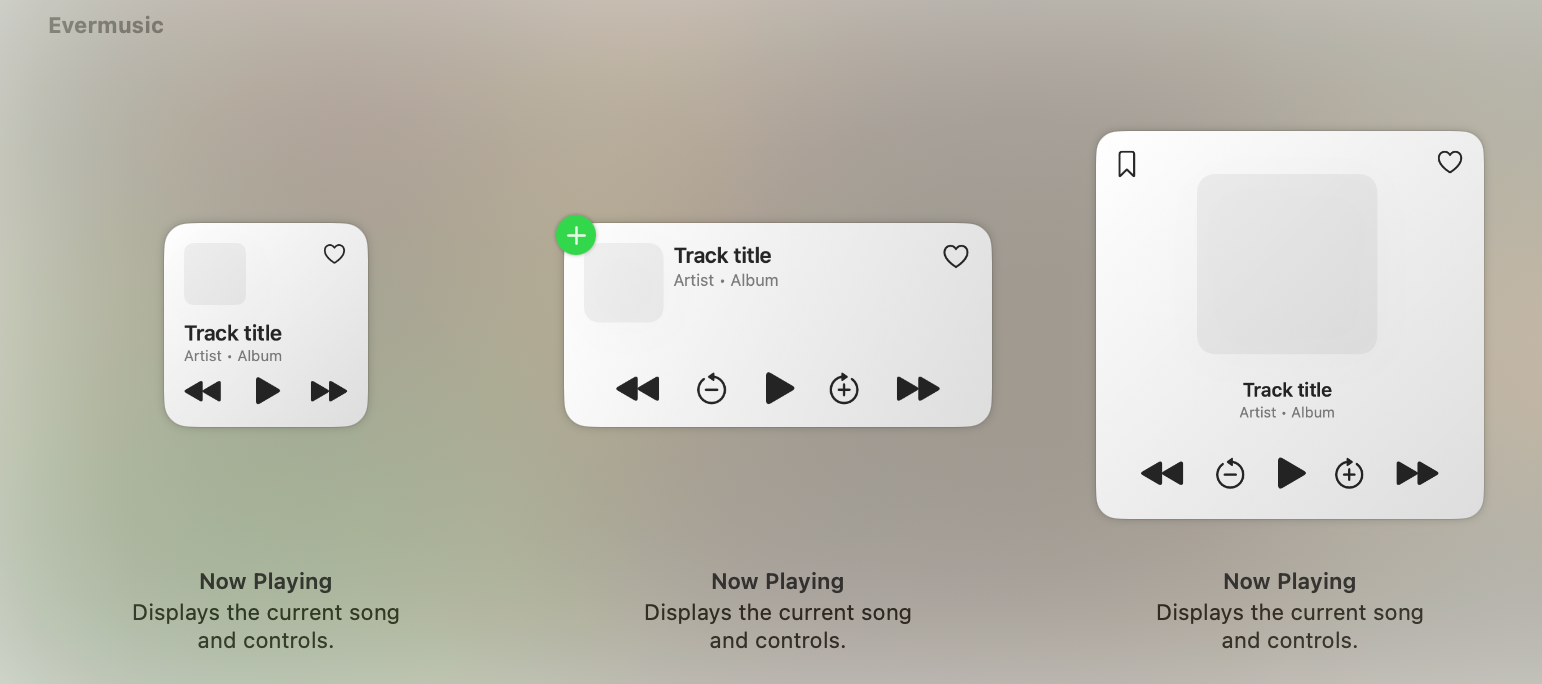 Evermusic
Track title
Artist • Album
Track title
Artist • Album
Track title
Artist • Album
Now Playing
Displays the current song
and controls.
Now Playing
Displays the current song
and controls.
Now Playing
Displays the current song
and controls.